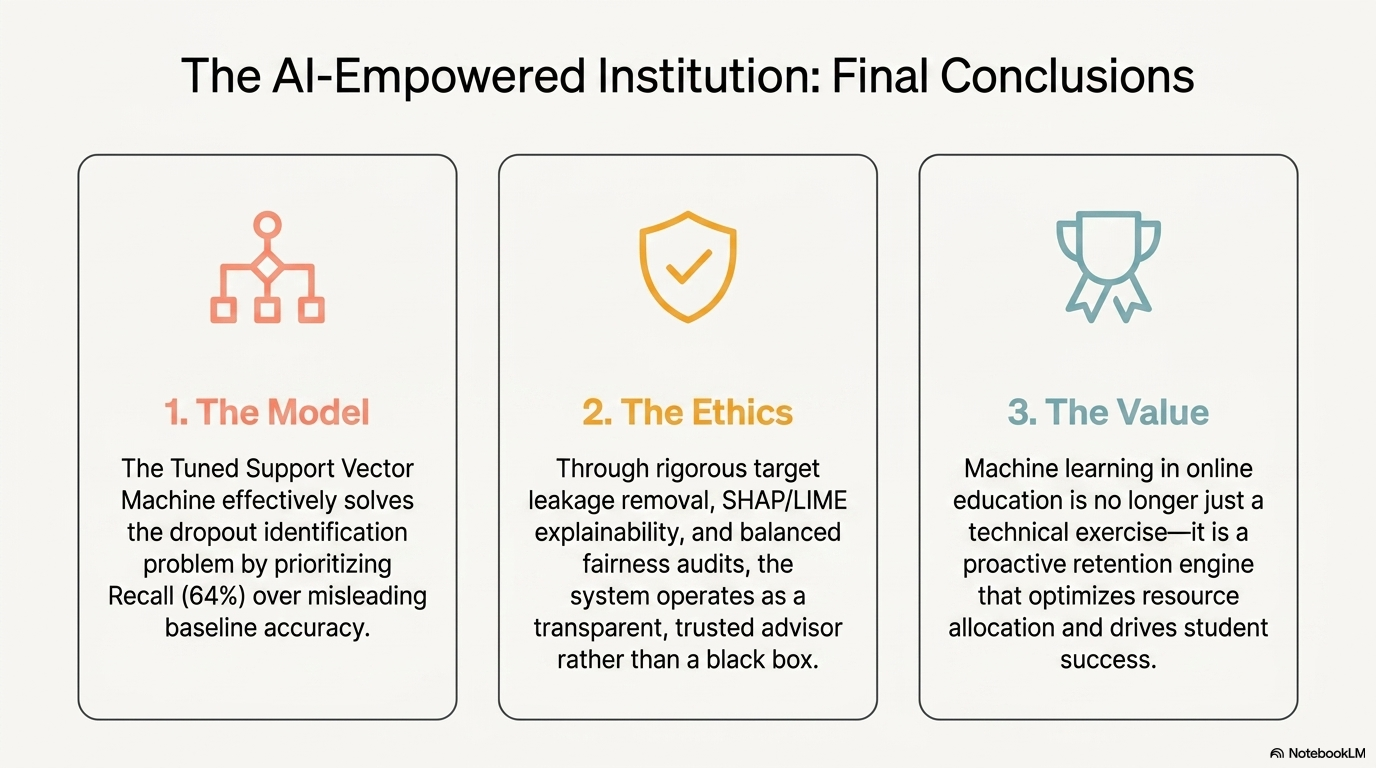 The AI-Empowered Institution: Final Conclusions
1. The Model
The Tuned Support Vector
Machine effectively solves
the dropout identification
problem by prioritizing
Recall (64%) over misleading
baseline accuracy.
2. The Ethics
Through rigorous target
leakage removal, SHAP/LIME
explainability, and balanced
fairness audits, the
system operates as a
transparent, trusted advisor
rather than a black box.
3. The Value
Machine learning in online
education is no longer just a
technical exercise—it is a
proactive retention engine
that optimizes resource
allocation and drives student
success.
NotebookLM